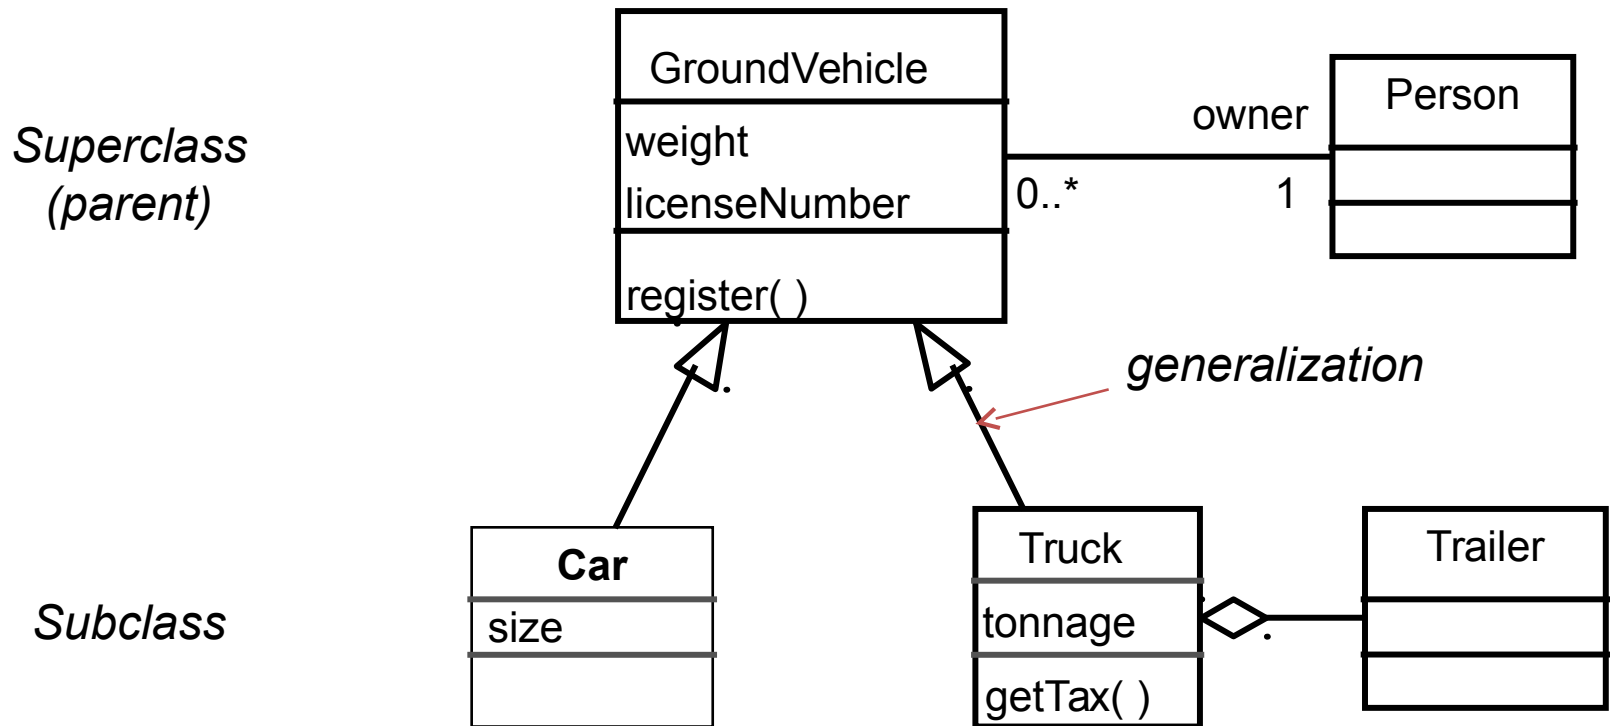 GroundVehicle
weight
licenseNumber
register( )
Superclass
(parent)
owner
0..*
1
Person
generalization
Subclass
Car
size
Truck
tonnage
getTax( )
Trailer